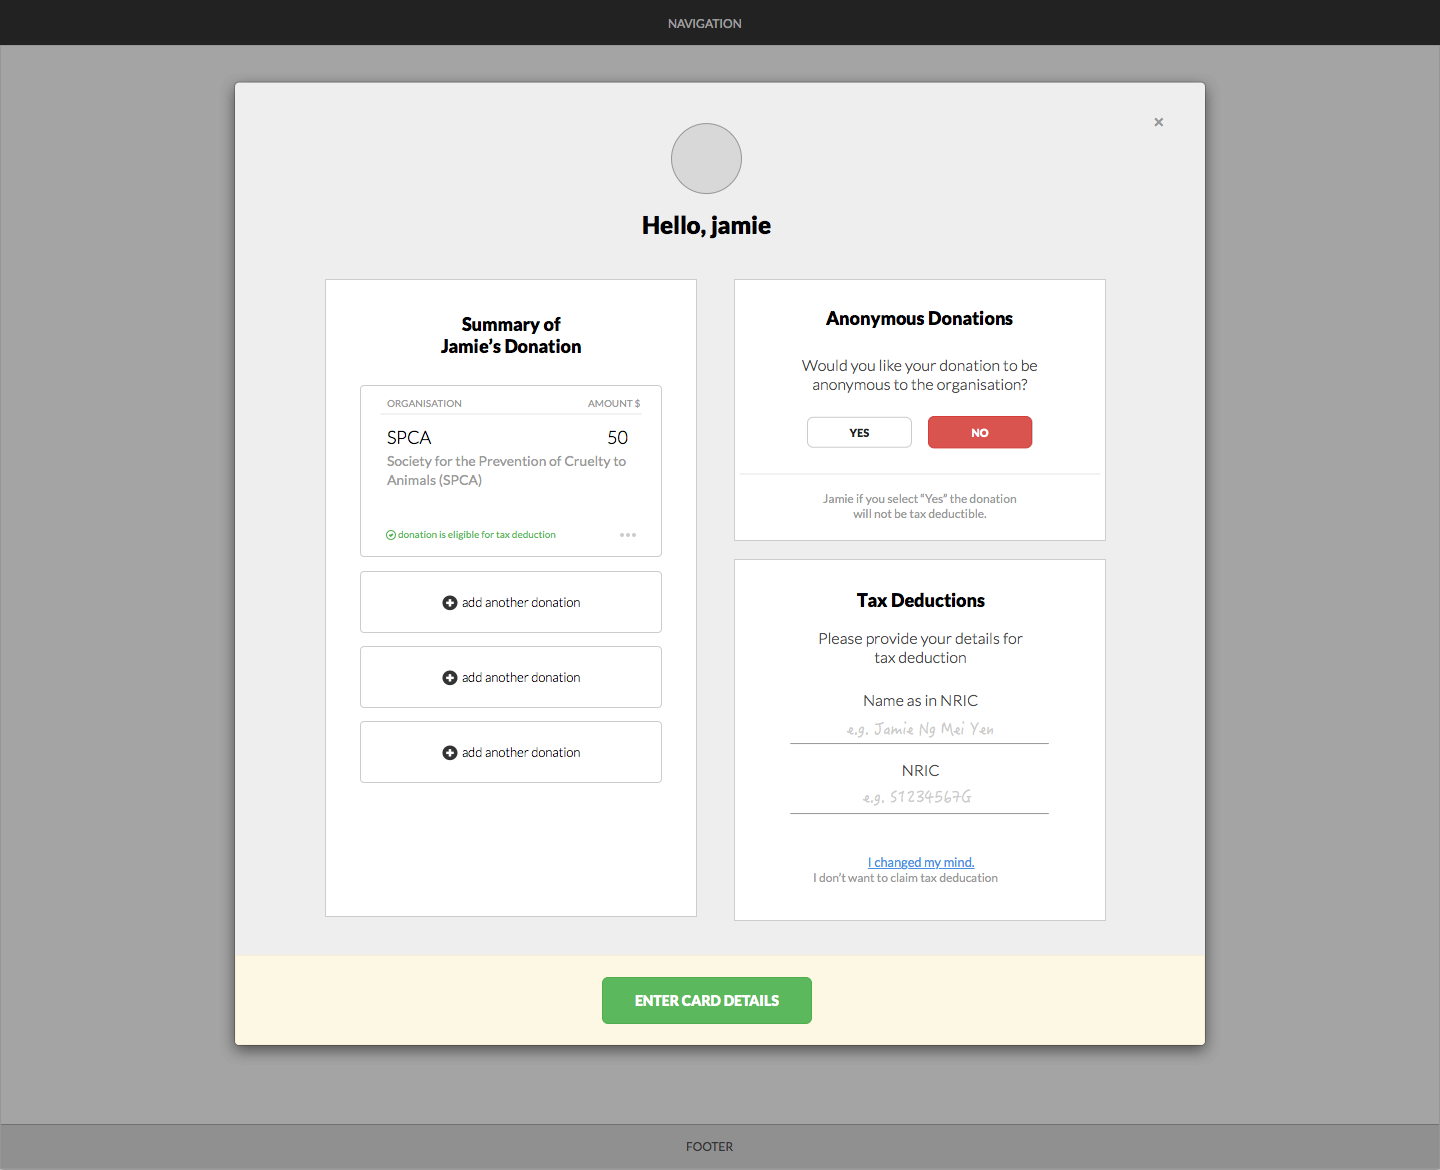 NAVIGATION
×
Hello, jamie
Summary of
Jamie's Donation
ORGANISATION AMOUNT $
SPCA 50
Society for the Prevention of Cruelty to
Animals (SPCA)
donation is eligible for tax deduction
add another donation
add another donation
add another donation
Anonymous Donations
Would you like your donation to be
anonymous to the organisation?
YES NO
Jamie if you select “Yes” the donation
will not be tax deductible.
Tax Deductions
Please provide your details for
tax deduction
Name as in NRIC
e.g. Jamie Ng Mei Yen
NRIC
e.g. S1234567G
I changed my mind.
I don't want to claim tax deducation
ENTER CARD DETAILS
FOOTER